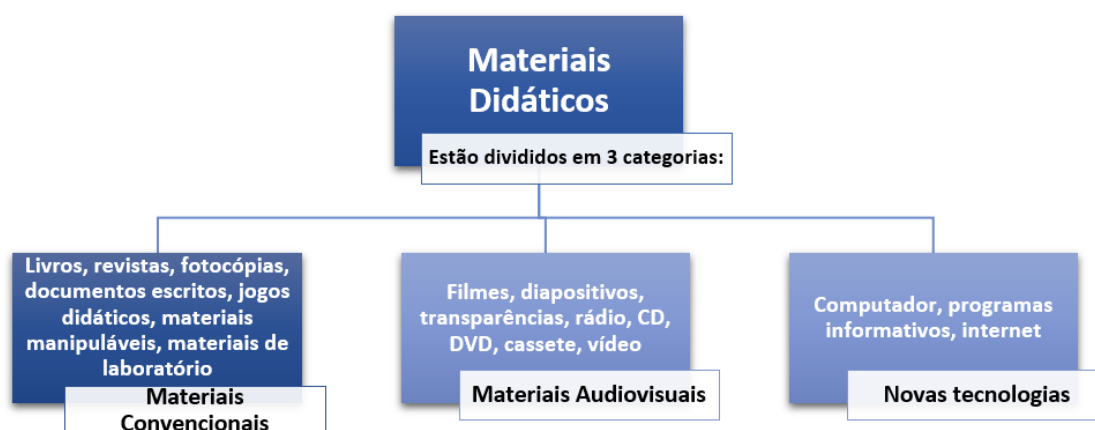 Materiais
Didáticos
Estão divididos em 3 categorias:
Livros, revistas, fotocópias,
documentos escritos, jogos
didáticos, materiais
manipuláveis, materiais de
laboratório
Materiais
Convencionais
Filmes, diapositivos,
transparências, rádio, CD,
DVD, cassete, vídeo
Materiais Audiovisuais
Computador, programas
informativos, internet
Novas tecnologias